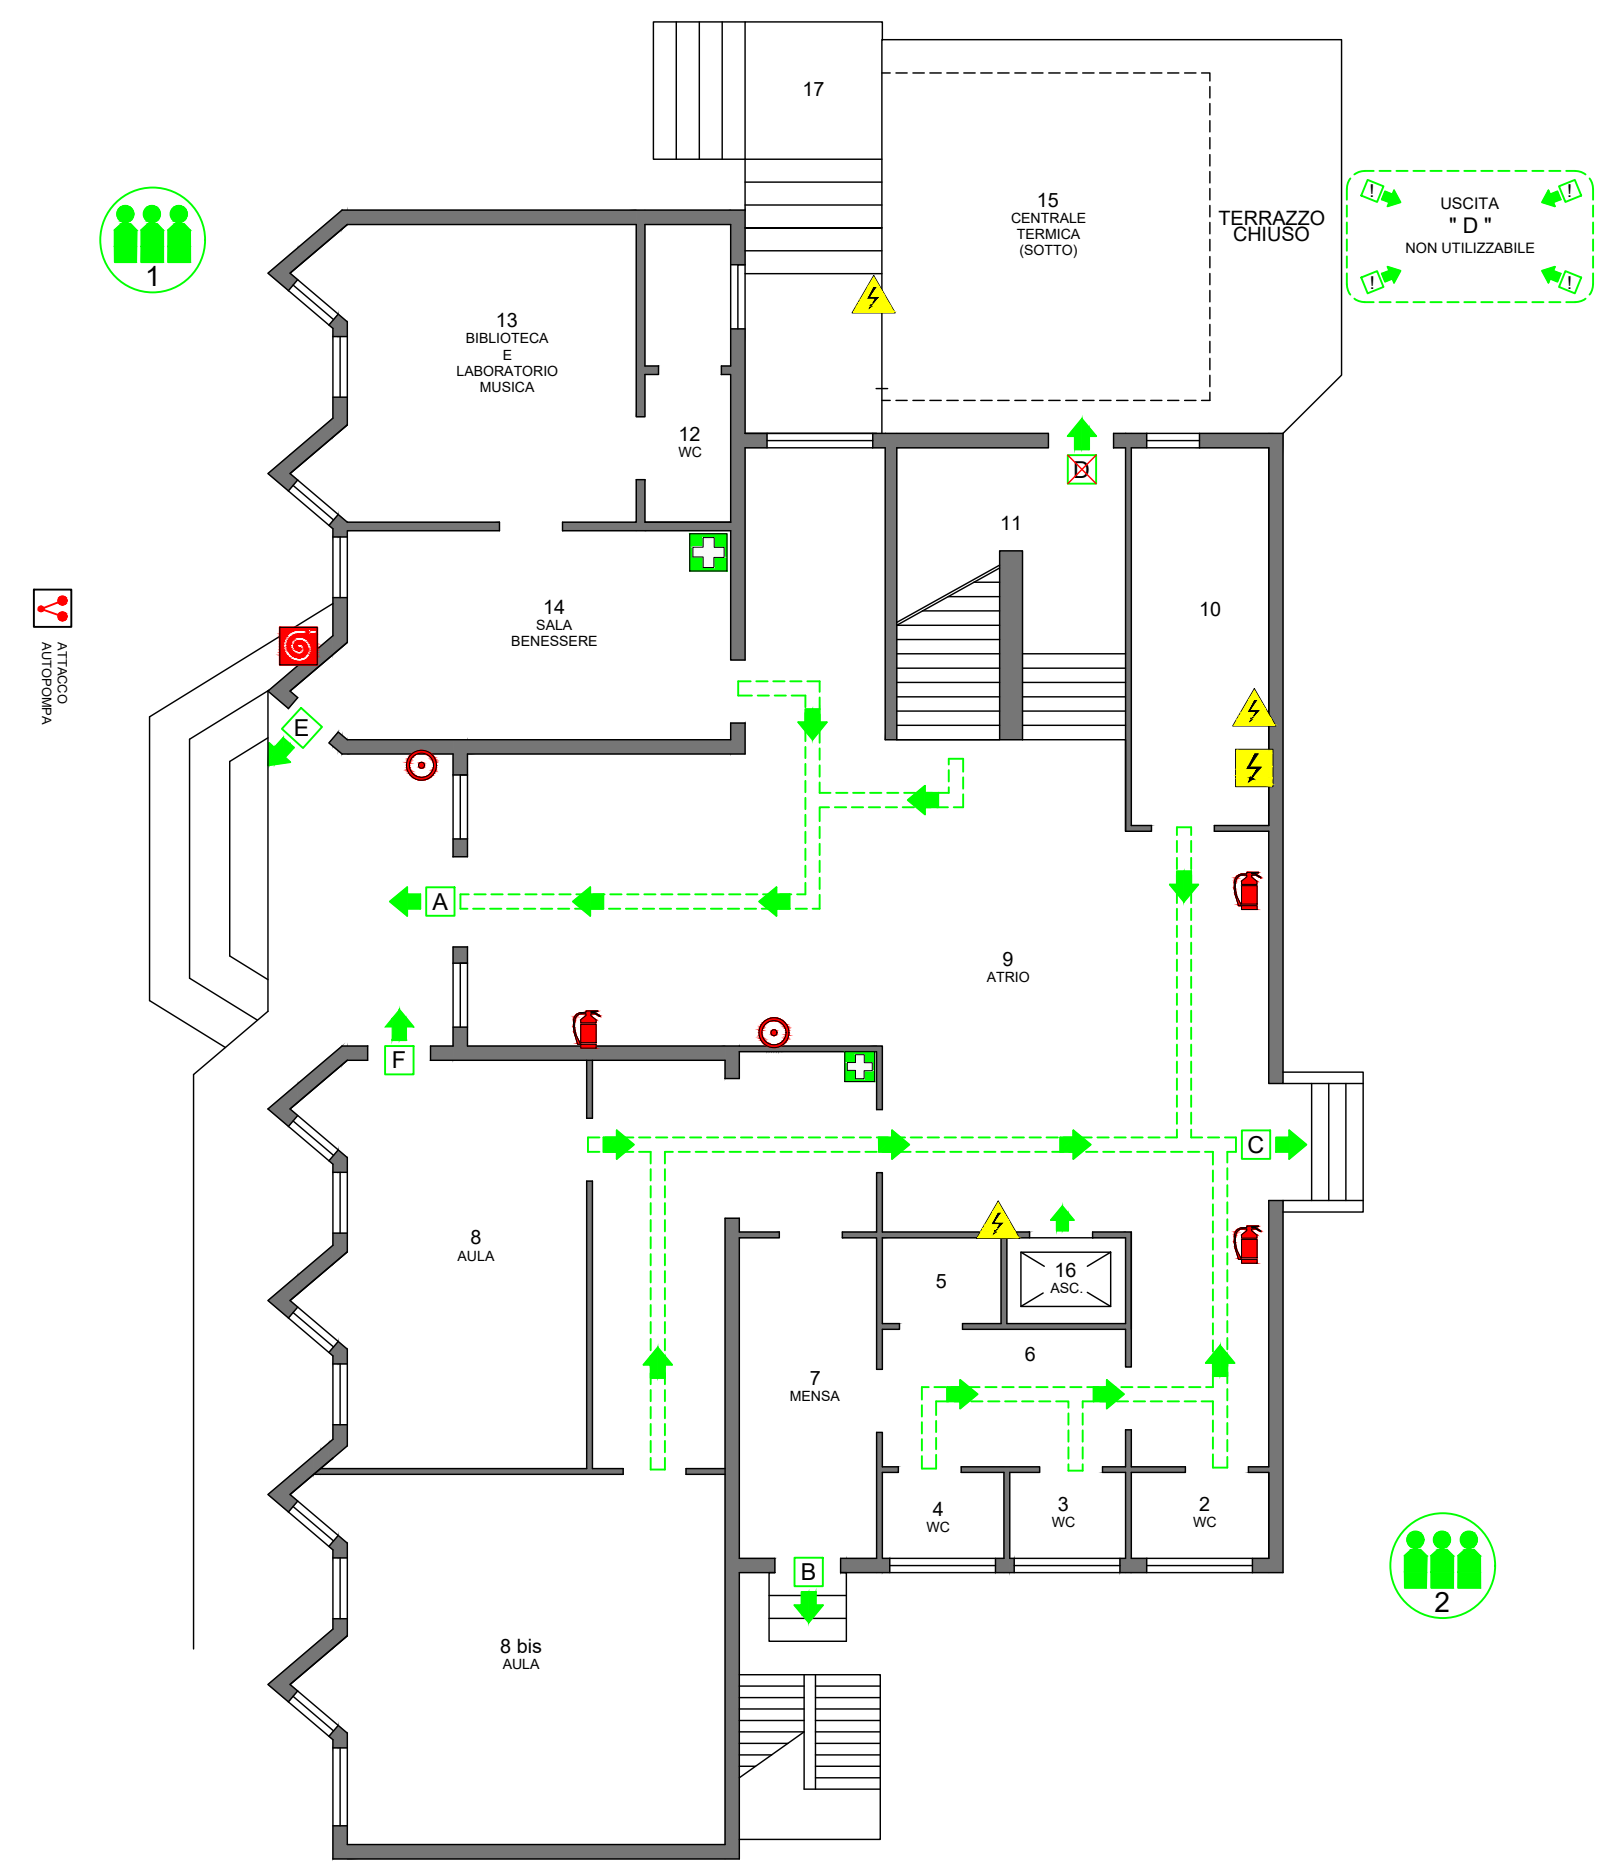 17
15
CENTRALE
TERMICA
(SOTTO)
TERRAZZO
CHIUSO
!
!
USCITA
" D "
NON UTILIZZABILE
!
!
1
13
BIBLIOTECA
E
LABORATORIO
MUSICA
12
WC
D
11
10
14
SALA
BENESSERE
ATTACCO
AUTOPOMPA
E
A
9
ATRIO
F
C
8
AULA
5
16
ASC.
6
7
MENSA
4
WC
3
WC
2
WC
B
2
8 bis
AULA